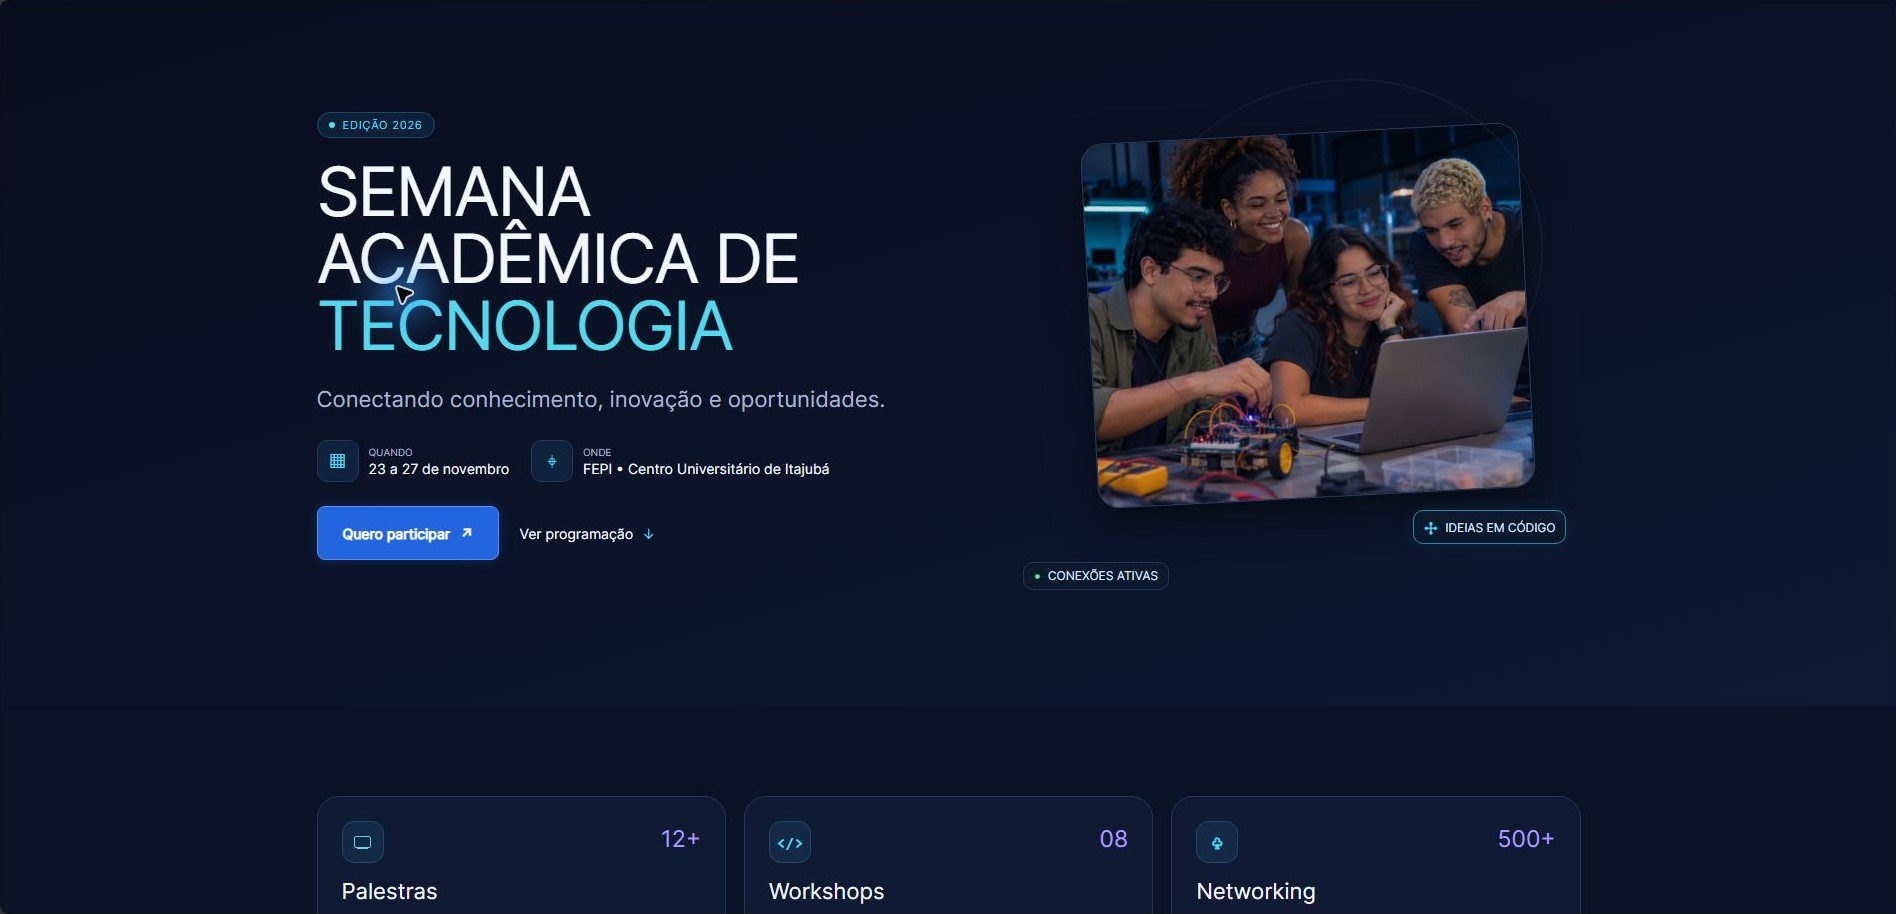 EDIÇÃO 2026
SEMANA
ACADÊMICA DE
TECNOLOGIA
Conectando conhecimento, inovação e oportunidades.
QUANDO
23 a 27 de novembro
ONDE
FEPI • Centro Universitário de Itajubá
Quero participar ↗
Ver programação ↓
IDEIAS EM CÓDIGO
CONEXÕES ATIVAS
12+
Palestras
</>
08
Workshops
500+
Networking